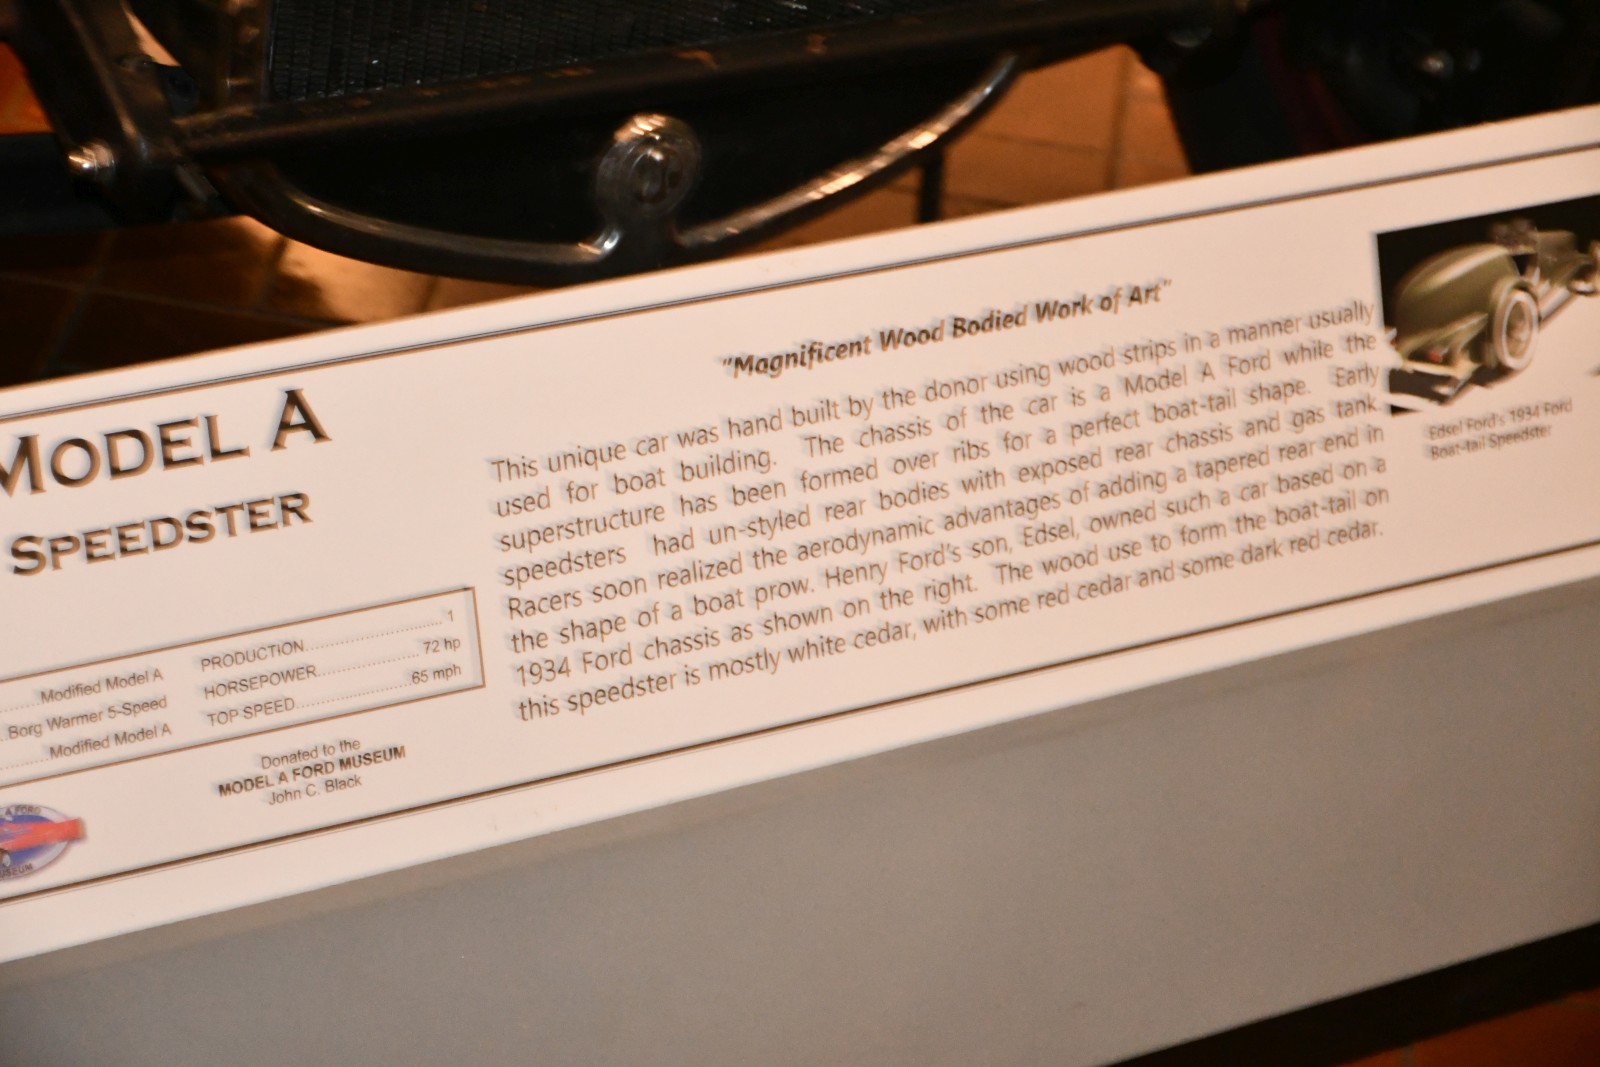 MODEL A
SPEEDSTER
Modified Model A
Borg Warmer 5-Speed
Modified Model A
PRODUCTION 1
HORSEPOWER 72 hp
TOP SPEED 65 mph
Donated to the
MODEL A FORD MUSEUM
John C. Black
A FORD
"Magnificent Wood Bodied Work of Art"
This unique car was hand built by the donor using wood strips in a manner usually
used for boat building. The chassis of the car is a Model A Ford while the
superstructure has been formed over ribs for a perfect boat-tail shape. Early
speedsters had un-styled rear bodies with exposed rear chassis and gas tank.
Racers soon realized the aerodynamic advantages of adding a tapered rear end in
the shape of a boat prow. Henry Ford's son, Edsel, owned such a car based on a
1934 Ford chassis as shown on the right. The wood use to form the boat-tail on
this speedster is mostly white cedar, with some red cedar and some dark red cedar.
Edsel Ford's 1934 Ford
Boat-tail Speedster